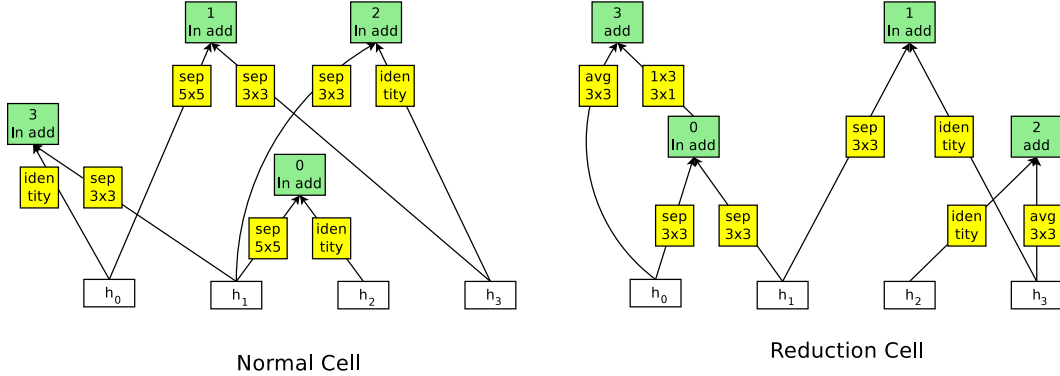 1
In add
2
In add
sep
5x5
sep
3x3
sep
3x3
iden
tity
3
In add
iden
tity
sep
3x3
0
In add
sep
5x5
iden
tity
h0
h1
h2
h3
Normal Cell
3
add
1
In add
avg
3x3
1x3
3x1
0
In add
sep
3x3
iden
tity
2
add
sep
3x3
sep
3x3
iden
tity
avg
3x3
h0
h1
h2
h3
Reduction Cell